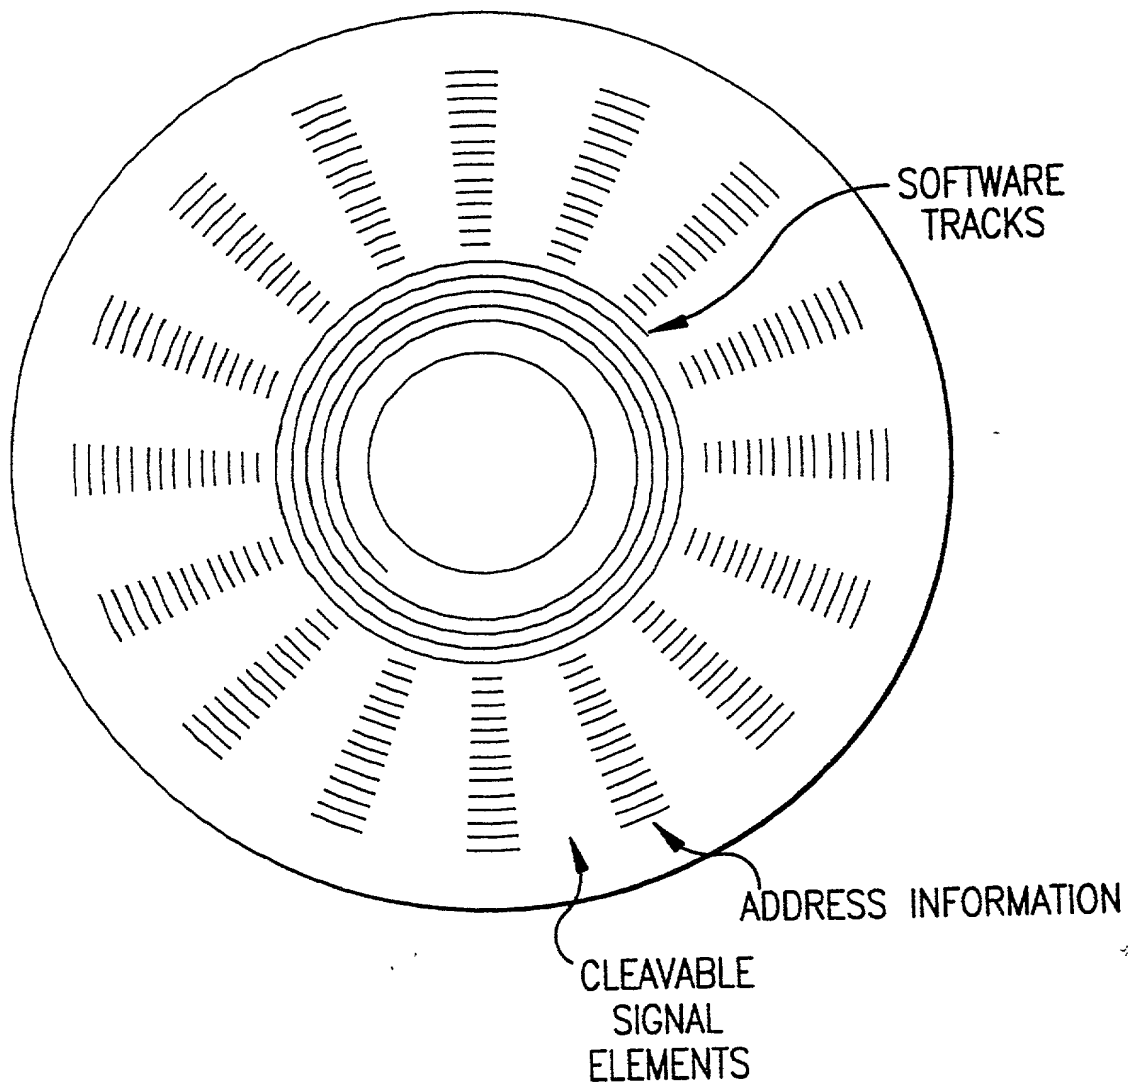 SOFTWARE
TRACKS
ADDRESS INFORMATION
CLEAVABLE
SIGNAL
ELEMENTS